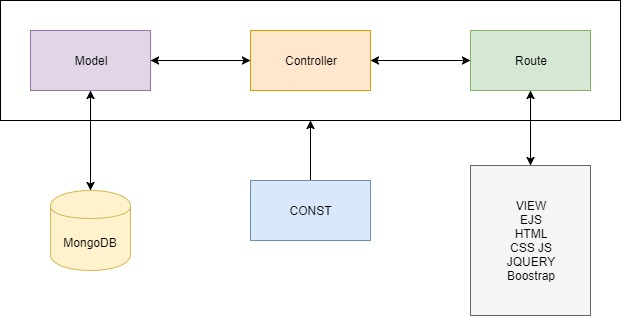 Model
Controller
Route
MongoDB
CONST
VIEW
EJS
HTML
CSS JS
JQUERY
Boostrap